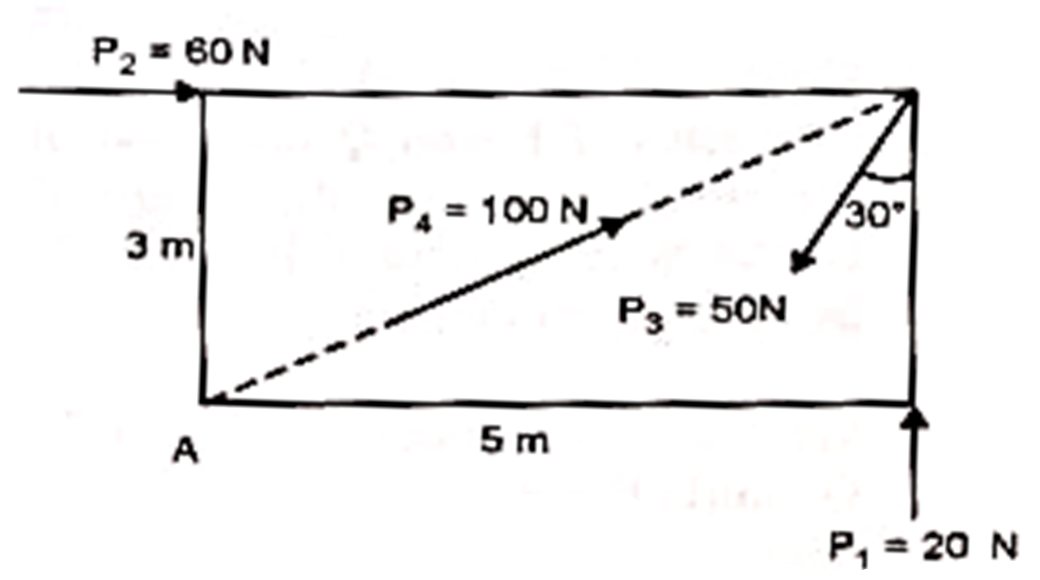 P₂ = 60 N
P₄ = 100 N
30°
3 m
P₃ = 50N
A
5 m
P₁ = 20 N